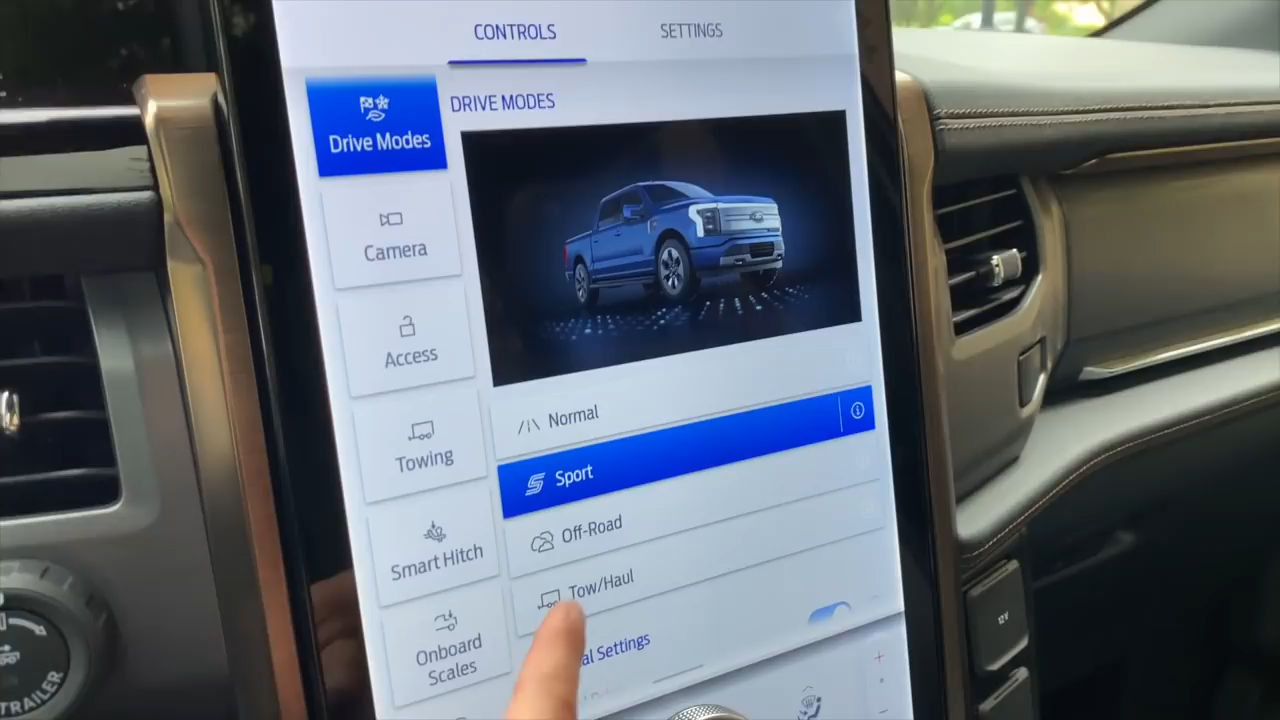 CONTROLS
SETTINGS
Drive Modes
DRIVE MODES
Camera
Access
Towing
Smart Hitch
Onboard
Scales
Normal
Sport
Off-Road
Tow/Haul
al Settings
TRAILER
12V